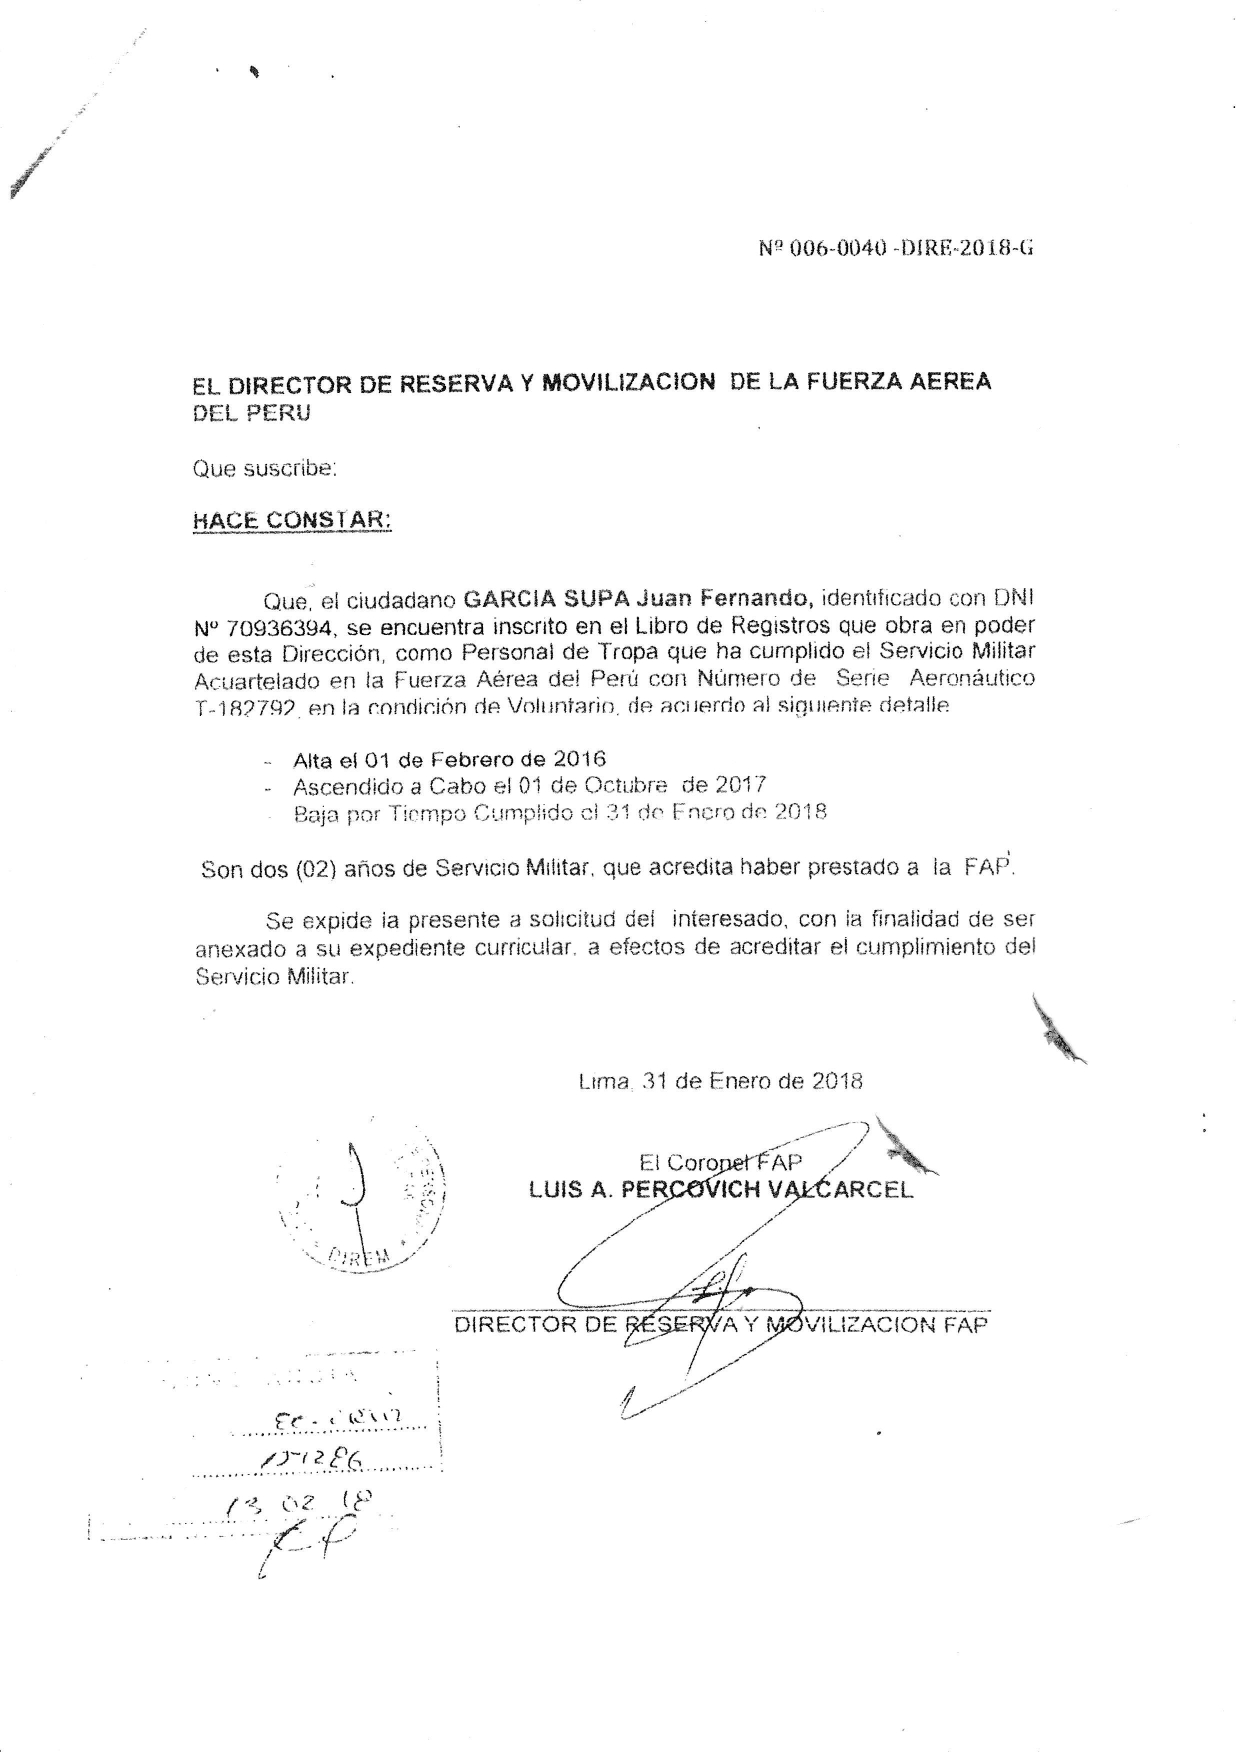 Nº 006-0040 -DIRE-2018-G
EL DIRECTOR DE RESERVA Y MOVILIZACION DE LA FUERZA AEREA
DEL PERU
Que suscribe:
HACE CONSTAR:
Que, el ciudadano GARCIA SUPA Juan Fernando, identificado con DNI
Nº 70936394, se encuentra inscrito en el Libro de Registros que obra en poder
de esta Dirección, como Personal de Tropa que ha cumplido el Servicio Militar
Acuartelado en la Fuerza Aérea del Perú con Número de Serie Aeronáutico
T-182792, en la condición de Voluntario, de acuerdo al siguiente detalle
- Alta el 01 de Febrero de 2016
- Ascendido a Cabo el 01 de Octubre de 2017
- Baja por Tiempo Cumplido el 31 de Enero de 2018
Son dos (02) años de Servicio Militar, que acredita haber prestado a la FAP.
Se expide la presente a solicitud del interesado, con la finalidad de ser
anexado a su expediente curricular, a efectos de acreditar el cumplimiento del
Servicio Militar.
Lima, 31 de Enero de 2018
El Coronel FAP
LUIS A. PERCOVICH VALCARCEL
DIREM
DIRECTOR DE RESERVA Y MOVILIZACION FAP
13 02 18